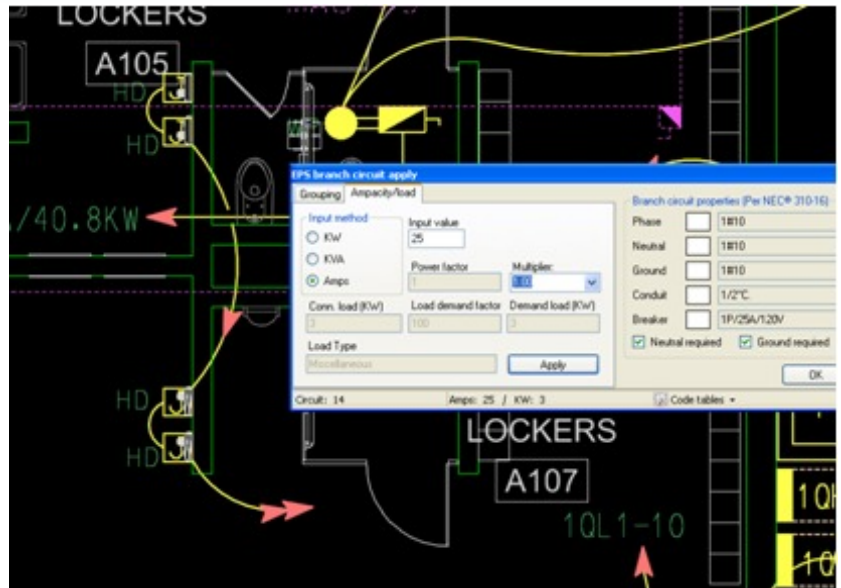 LOCKERS
A105
HD
HD
/40.8KW
EPS branch circuit apply
Grouping
Ampacity/load
Input method
KW
KVA
Amps
Input value
25
Power factor
1
Multiplier:
1.00
Conn. load (KW)
Load demand factor
Demand load (KW)
3
100
3
Load Type
Miscellaneous
Apply
Branch circuit properties (Per NEC® 310-16)
Phase
1#10
Neutral
1#10
Ground
1#10
Conduit
1/2"C.
Breaker
1P/25A/120V
Neutral required
Ground required
OK
Circuit: 14
Amps: 25 / KW: 3
Code tables
HD
HD
LOCKERS
A107
1QL1-10